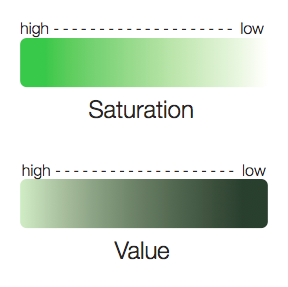 high - - - - - - - - - - - - - - - - - - - - - low
Saturation
high - - - - - - - - - - - - - - - - - - - - - low
Value